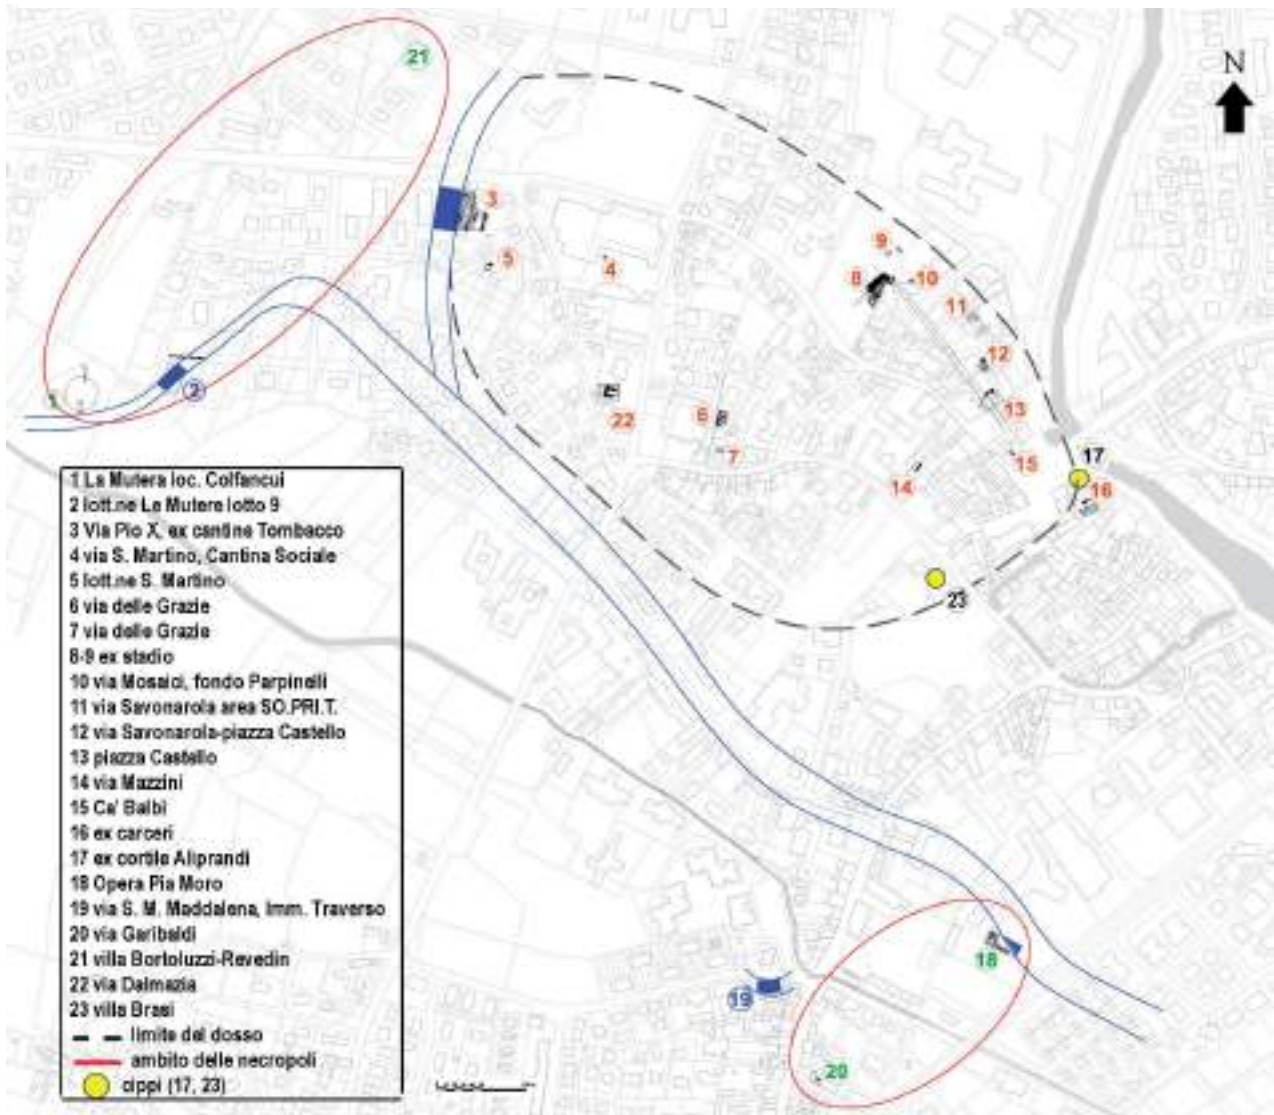 21
N
3
9
5
4
8
10
11
12
1
2
13
22
6
17
7
15
14
16
1 La Mutera loc. Colfancui
2 lott.ne Le Mutere lotto 9
3 Via Pio X, ex cantine Tombacco
4 via S. Martino, Cantina Sociale
5 lott.ne S. Martino
6 via delle Grazie
7 via delle Grazie
8-9 ex stadio
10 via Mosaici, fondo Parpinelli
11 via Savonarola area SO.PRI.T.
12 via Savonarola-piazza Castello
13 piazza Castello
14 via Mazzini
15 Ca' Balbi
16 ex carceri
17 ex cortile Aliprandi
18 Opera Pia Moro
19 via S. M. Maddalena, Imm. Traverso
20 via Garibaldi
21 villa Bortoluzzi-Revedin
22 via Dalmazia
23 villa Brasi
limite del dosso
ambito delle necropoli
cippi (17, 23)
23
18
19
20